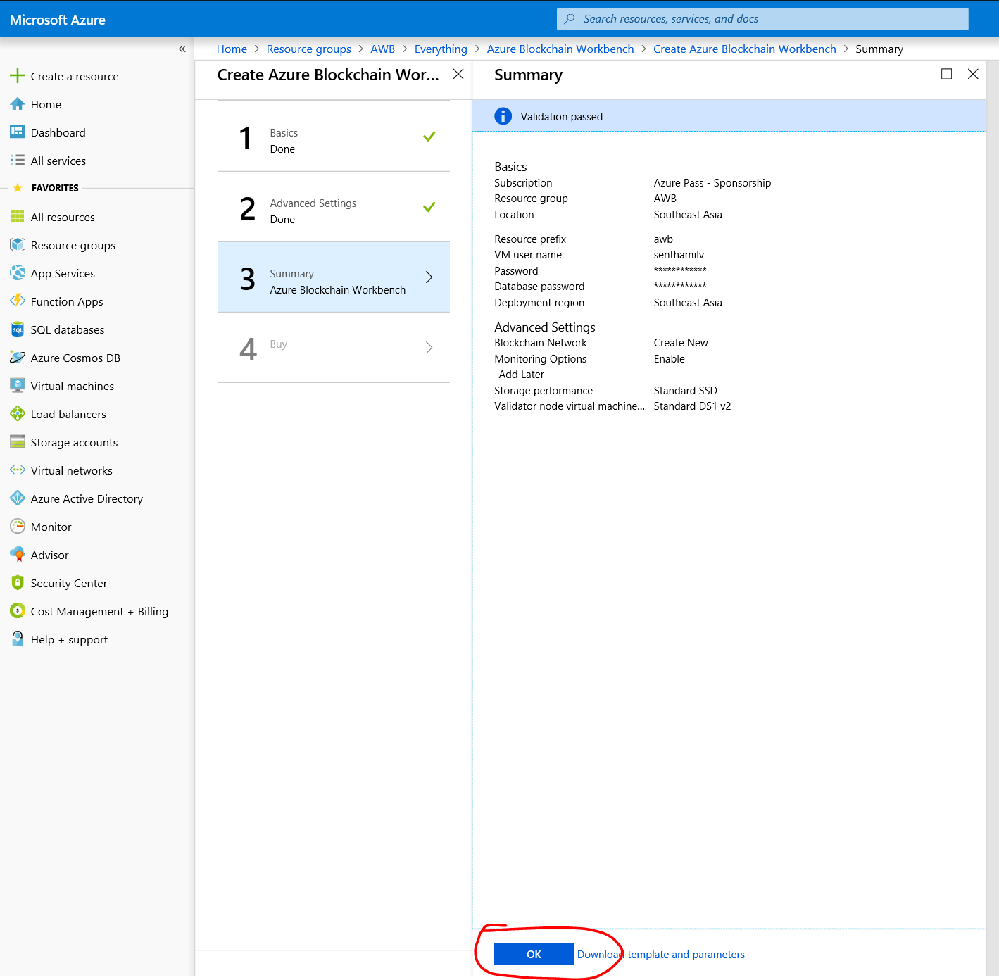 Microsoft Azure
Search resources, services, and docs
«
Home > Resource groups > AWB > Everything > Azure Blockchain Workbench > Create Azure Blockchain Workbench > Summary
Create a resource
Home
Dashboard
All services
FAVORITES
All resources
Resource groups
App Services
Function Apps
SQL databases
Azure Cosmos DB
Virtual machines
Load balancers
Storage accounts
Virtual networks
Azure Active Directory
Monitor
Advisor
Security Center
Cost Management + Billing
Help + support
Create Azure Blockchain Wor...
1 Basics
Done
2 Advanced Settings
Done
3 Summary
Azure Blockchain Workbench
4 Buy
Summary
Validation passed
Basics
Subscription Azure Pass - Sponsorship
Resource group AWB
Location Southeast Asia
Resource prefix awb
VM user name senthamilv
Password ************
Database password ************
Deployment region Southeast Asia
Advanced Settings
Blockchain Network Create New
Monitoring Options Enable
Add Later
Storage performance Standard SSD
Validator node virtual machine... Standard DS1 v2
OK Download template and parameters